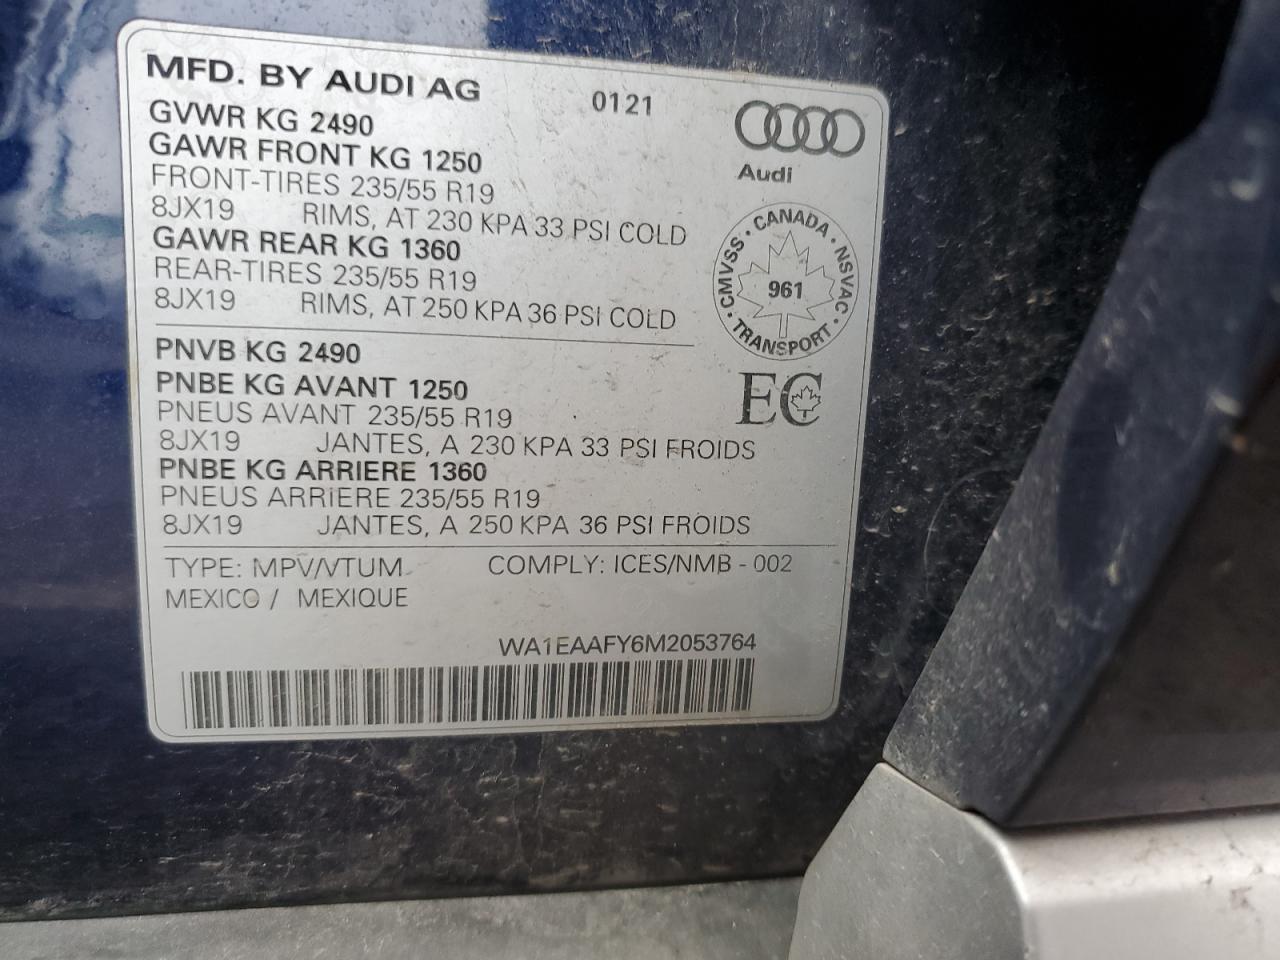 MFD. BY AUDI AG 0121
GVWR KG 2490
GAWR FRONT KG 1250
FRONT-TIRES 235/55 R19
8JX19 RIMS, AT 230 KPA 33 PSI COLD
GAWR REAR KG 1360
REAR-TIRES 235/55 R19
8JX19 RIMS, AT 250 KPA 36 PSI COLD
Audi
CMVSS · CANADA · NSVAC · TRANSPORT ·
961
EC
PNVB KG 2490
PNBE KG AVANT 1250
PNEUS AVANT 235/55 R19
8JX19 JANTES, A 230 KPA 33 PSI FROIDS
PNBE KG ARRIERE 1360
PNEUS ARRIERE 235/55 R19
8JX19 JANTES, A 250 KPA 36 PSI FROIDS
TYPE: MPV/VTUM COMPLY: ICES/NMB - 002
MEXICO / MEXIQUE
WA1EAAFY6M2053764